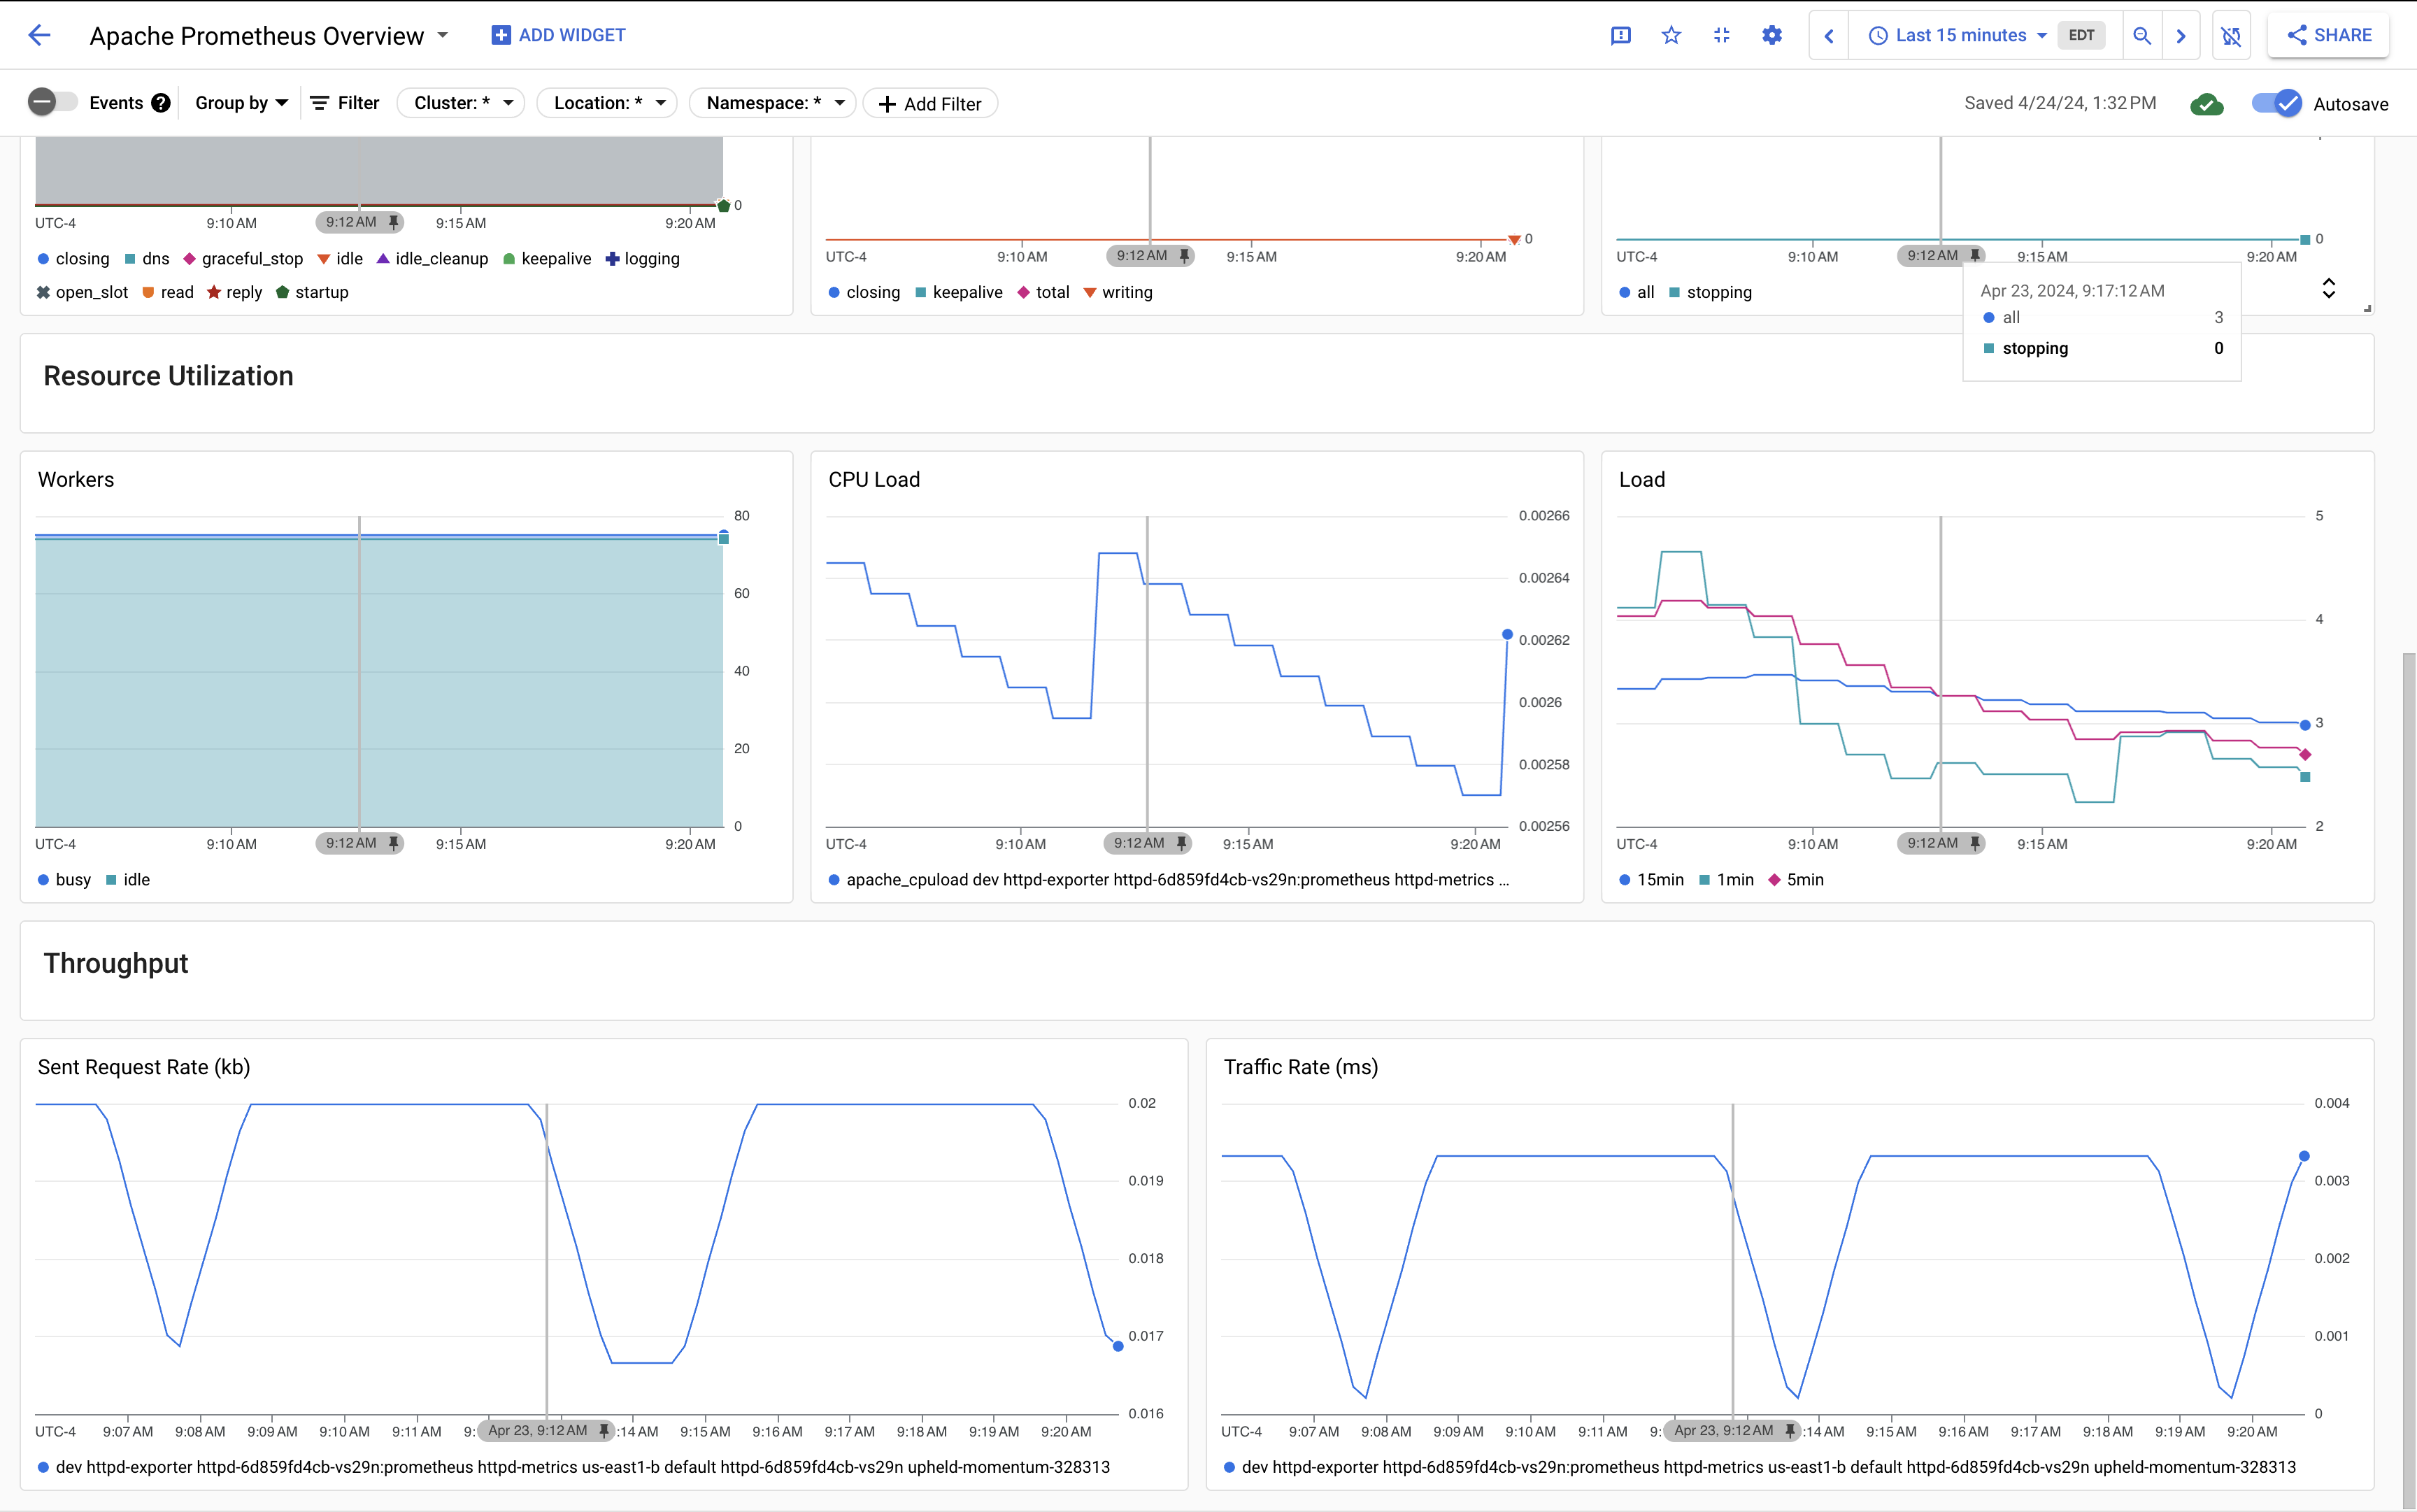 Apache Prometheus Overview ADD WIDGET Last 15 minutes EDT SHARE
Events ? Group by Filter Cluster: * Location: * Namespace: * Add Filter Saved 4/24/24, 1:32 PM Autosave
0
UTC-4 9:10 AM 9:12 AM 9:15 AM 9:20 AM
closing dns graceful_stop idle idle_cleanup keepalive logging
open_slot read reply startup
0
UTC-4 9:10 AM 9:12 AM 9:15 AM 9:20 AM
closing keepalive total writing
0
UTC-4 9:10 AM 9:12 AM 9:15 AM 9:20 AM
all stopping
Apr 23, 2024, 9:17:12 AM
all 3
stopping 0
Resource Utilization
Workers
80
60
40
20
0
UTC-4 9:10 AM 9:12 AM 9:15 AM 9:20 AM
busy idle
CPU Load
0.00266
0.00264
0.00262
0.0026
0.00258
0.00256
UTC-4 9:10 AM 9:12 AM 9:15 AM 9:20 AM
apache_cpuload dev httpd-exporter httpd-6d859fd4cb-vs29n:prometheus httpd-metrics ...
Load
5
4
3
2
UTC-4 9:10 AM 9:12 AM 9:15 AM 9:20 AM
15min 1min 5min
Throughput
Sent Request Rate (kb)
0.02
0.019
0.018
0.017
0.016
UTC-4 9:07 AM 9:08 AM 9:09 AM 9:10 AM 9:11 AM 9: Apr 23, 9:12 AM :14 AM 9:15 AM 9:16 AM 9:17 AM 9:18 AM 9:19 AM 9:20 AM
dev httpd-exporter httpd-6d859fd4cb-vs29n:prometheus httpd-metrics us-east1-b default httpd-6d859fd4cb-vs29n upheld-momentum-328313
Traffic Rate (ms)
0.004
0.003
0.002
0.001
0
UTC-4 9:07 AM 9:08 AM 9:09 AM 9:10 AM 9:11 AM 9: Apr 23, 9:12 AM :14 AM 9:15 AM 9:16 AM 9:17 AM 9:18 AM 9:19 AM 9:20 AM
dev httpd-exporter httpd-6d859fd4cb-vs29n:prometheus httpd-metrics us-east1-b default httpd-6d859fd4cb-vs29n upheld-momentum-328313